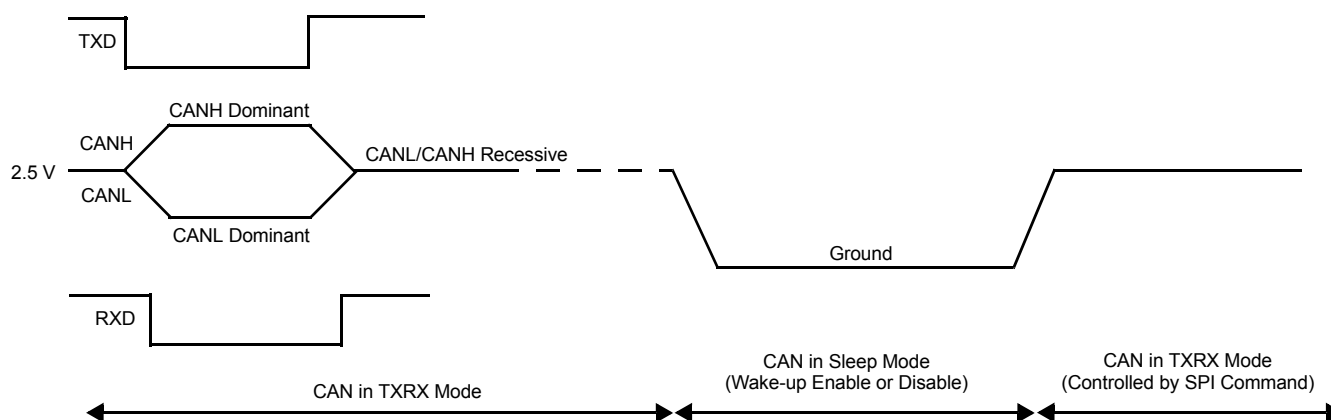 TXD
CANH Dominant
CANH
CANL/CANH Recessive
2.5 V
CANL
CANL Dominant
Ground
RXD
CAN in TXRX Mode
CAN in Sleep Mode
(Wake-up Enable or Disable)
CAN in TXRX Mode
(Controlled by SPI Command)